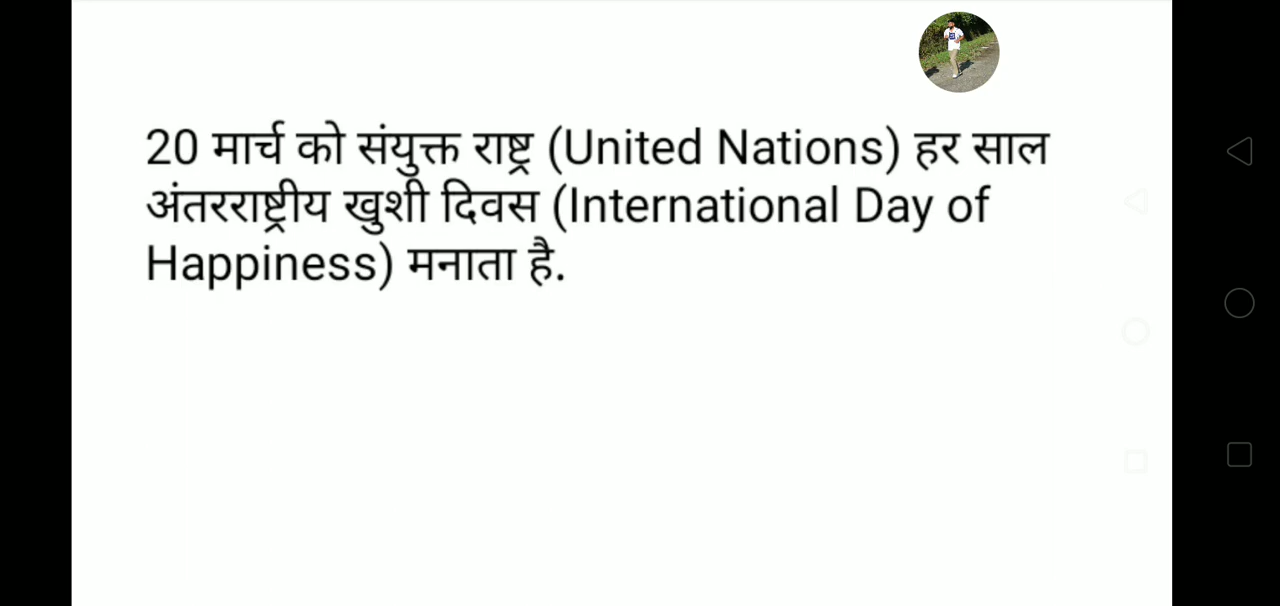 20 मार्च को संयुक्त राष्ट्र (United Nations) हर साल
अंतरराष्ट्रीय खुशी दिवस (International Day of
Happiness) मनाता है.